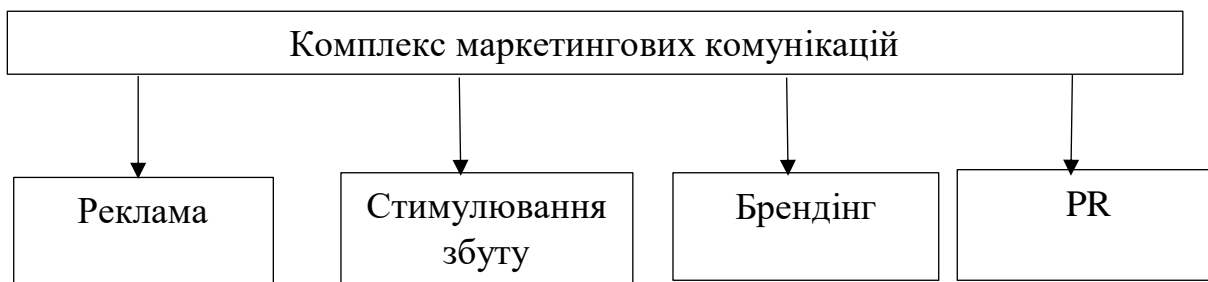 Комплекс маркетингових комунікацій
Реклама
Стимулювання
збуту
Брендінг
PR